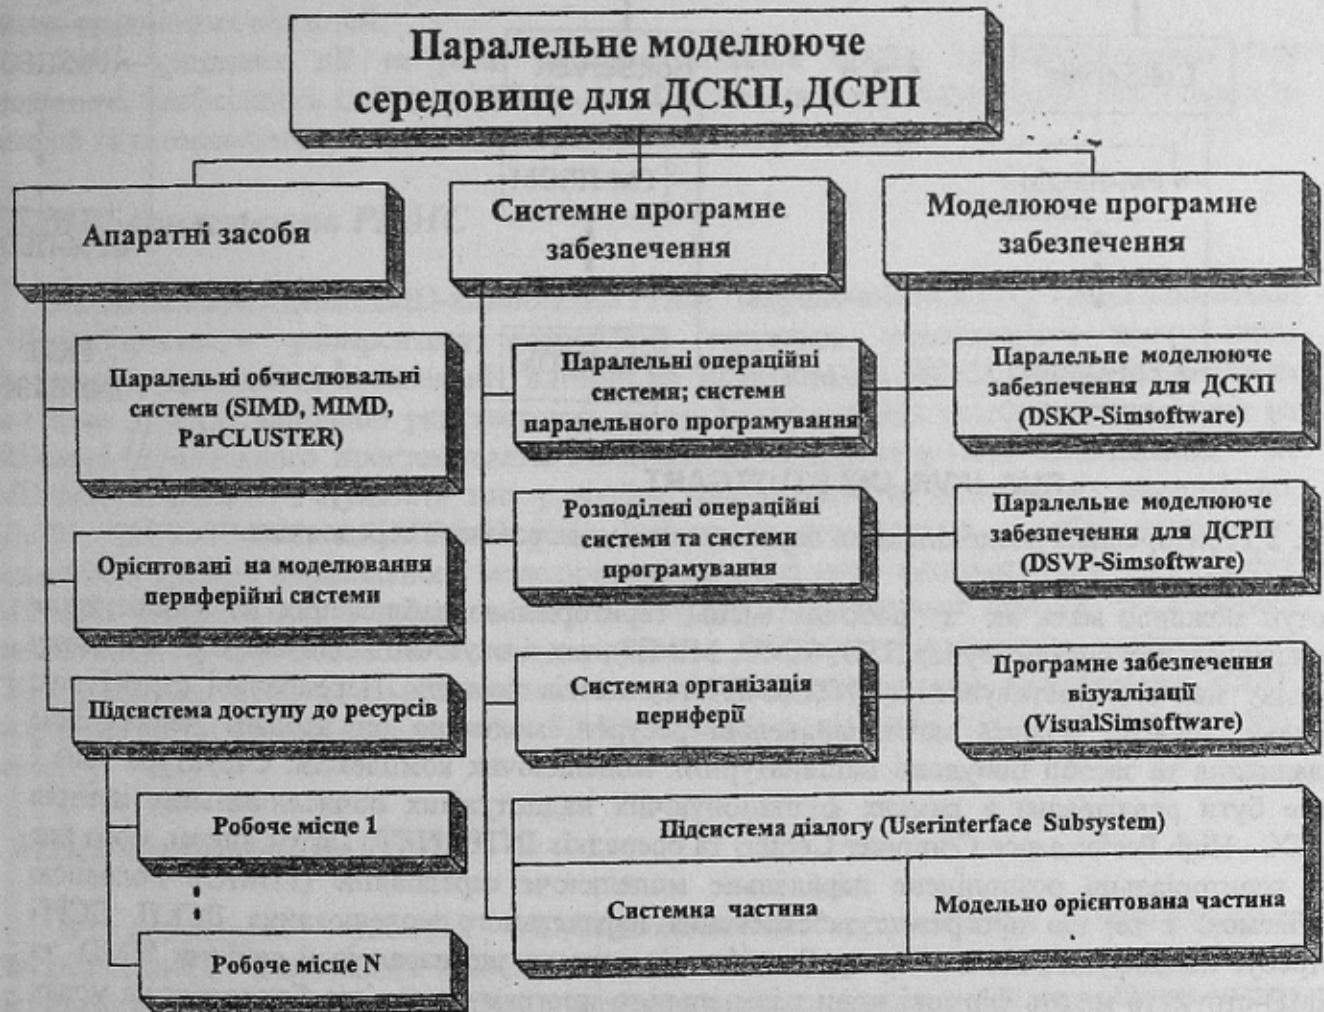 Паралельне моделююче
середовище для ДСКП, ДСРП
Апаратні засоби
Системне програмне
забезпечення
Моделююче програмне
забезпечення
Паралельні обчислювальні
системи (SIMD, MIMD,
ParCLUSTER)
Орієнтовані на моделювання
периферійні системи
Підсистема доступу до ресурсів
Робоче місце 1
Робоче місце N
Паралельні операційні
системи; системи
паралельного програмування
Розподілені операційні
системи та системи
програмування
Системна організація
периферії
Паралельне моделююче
забезпечення для ДСКП
(DSKP-Simsoftware)
Паралельне моделююче
забезпечення для ДСРП
(DSVP-Simsoftware)
Програмне забезпечення
візуалізації
(VisualSimsoftware)
Підсистема діалогу (Userinterface Subsystem)
Системна частина
Модельно орієнтована частина